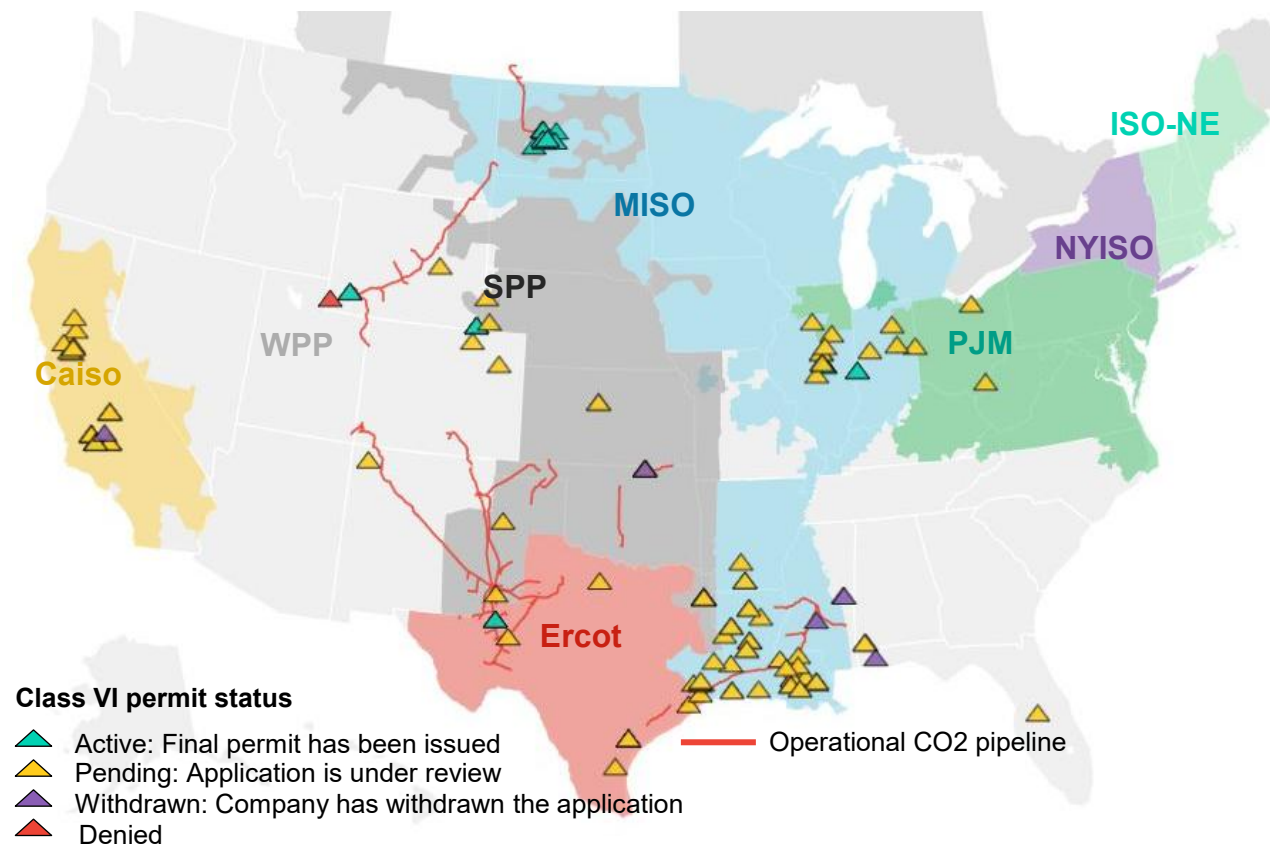 ISO-NE
MISO
NYISO
SPP
WPP
PJM
Caiso
Ercot
Class VI permit status
Active: Final permit has been issued
Operational CO2 pipeline
Pending: Application is under review
Withdrawn: Company has withdrawn the application
Denied